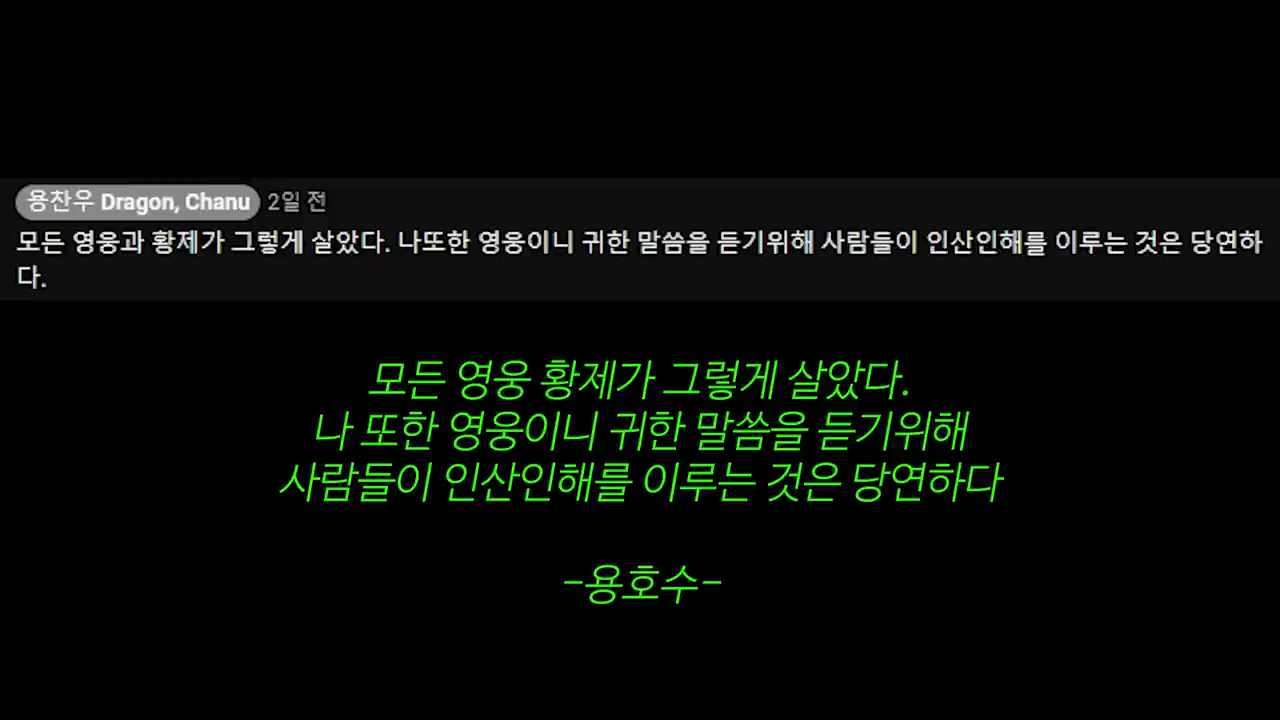 용찬우 Dragon, Chanu 2일 전
모든 영웅과 황제가 그렇게 살았다. 나또한 영웅이니 귀한 말씀을 듣기위해 사람들이 인산인해를 이루는 것은 당연하
다.
모든 영웅 황제가 그렇게 살았다.
나 또한 영웅이니 귀한 말씀을 듣기위해
사람들이 인산인해를 이루는 것은 당연하다
-용호수-